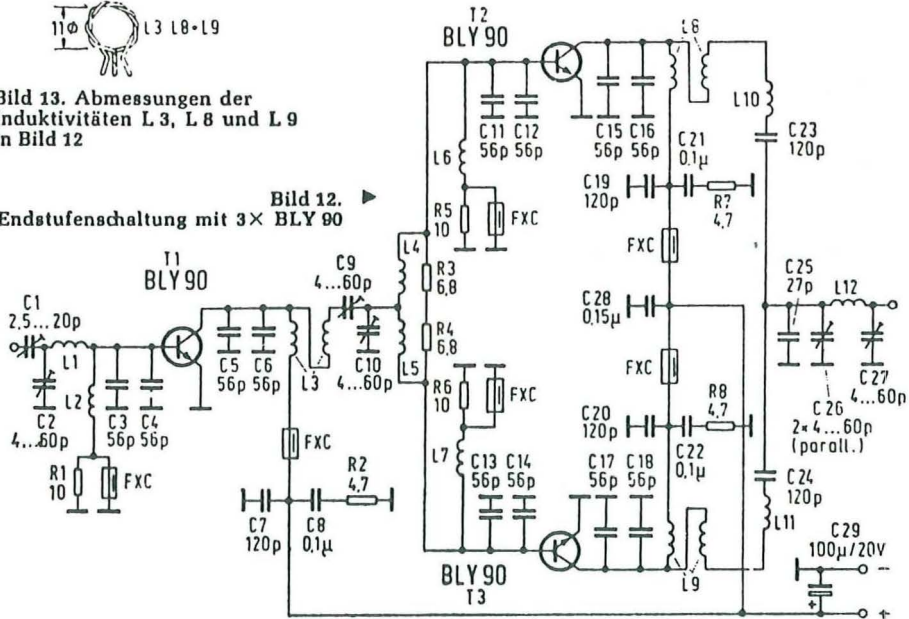 11⌀
L3 L8•L9
Bild 13. Abmessungen der
nduktivitäten L 3, L 8 und L 9
n Bild 12
Bild 12. ►
Endstufenschaltung mit 3× BLY 90
T2
BLY 90
L8
C11
56p
C12
56p
C15
56p
C16
56p
L10
C23
120p
L6
C21
0,1µ
C19
120p
R7
4,7
R5
10
FXC
FXC
T1
BLY 90
C9
4...60p
L4
R3
6,8
C28
0,15µ
C25
27p
L12
C1
2,5...20p
L1
R4
6,8
L3
C10
4...60p
L5
C5
56p
C6
56p
FXC
C27
4...60p
C26
2×4...60p
(parall.)
L2
C2
4...60p
C3
56p
C4
56p
R6
10
FXC
R8
4,7
C20
120p
C22
0,1µ
R1
10
FXC
FXC
L7
C13
56p
C14
56p
C17
56p
C18
56p
C24
120p
R2
4,7
C7
120p
C8
0,1µ
L11
L9
C29
100µ/20V
BLY 90
T3
−
+
+